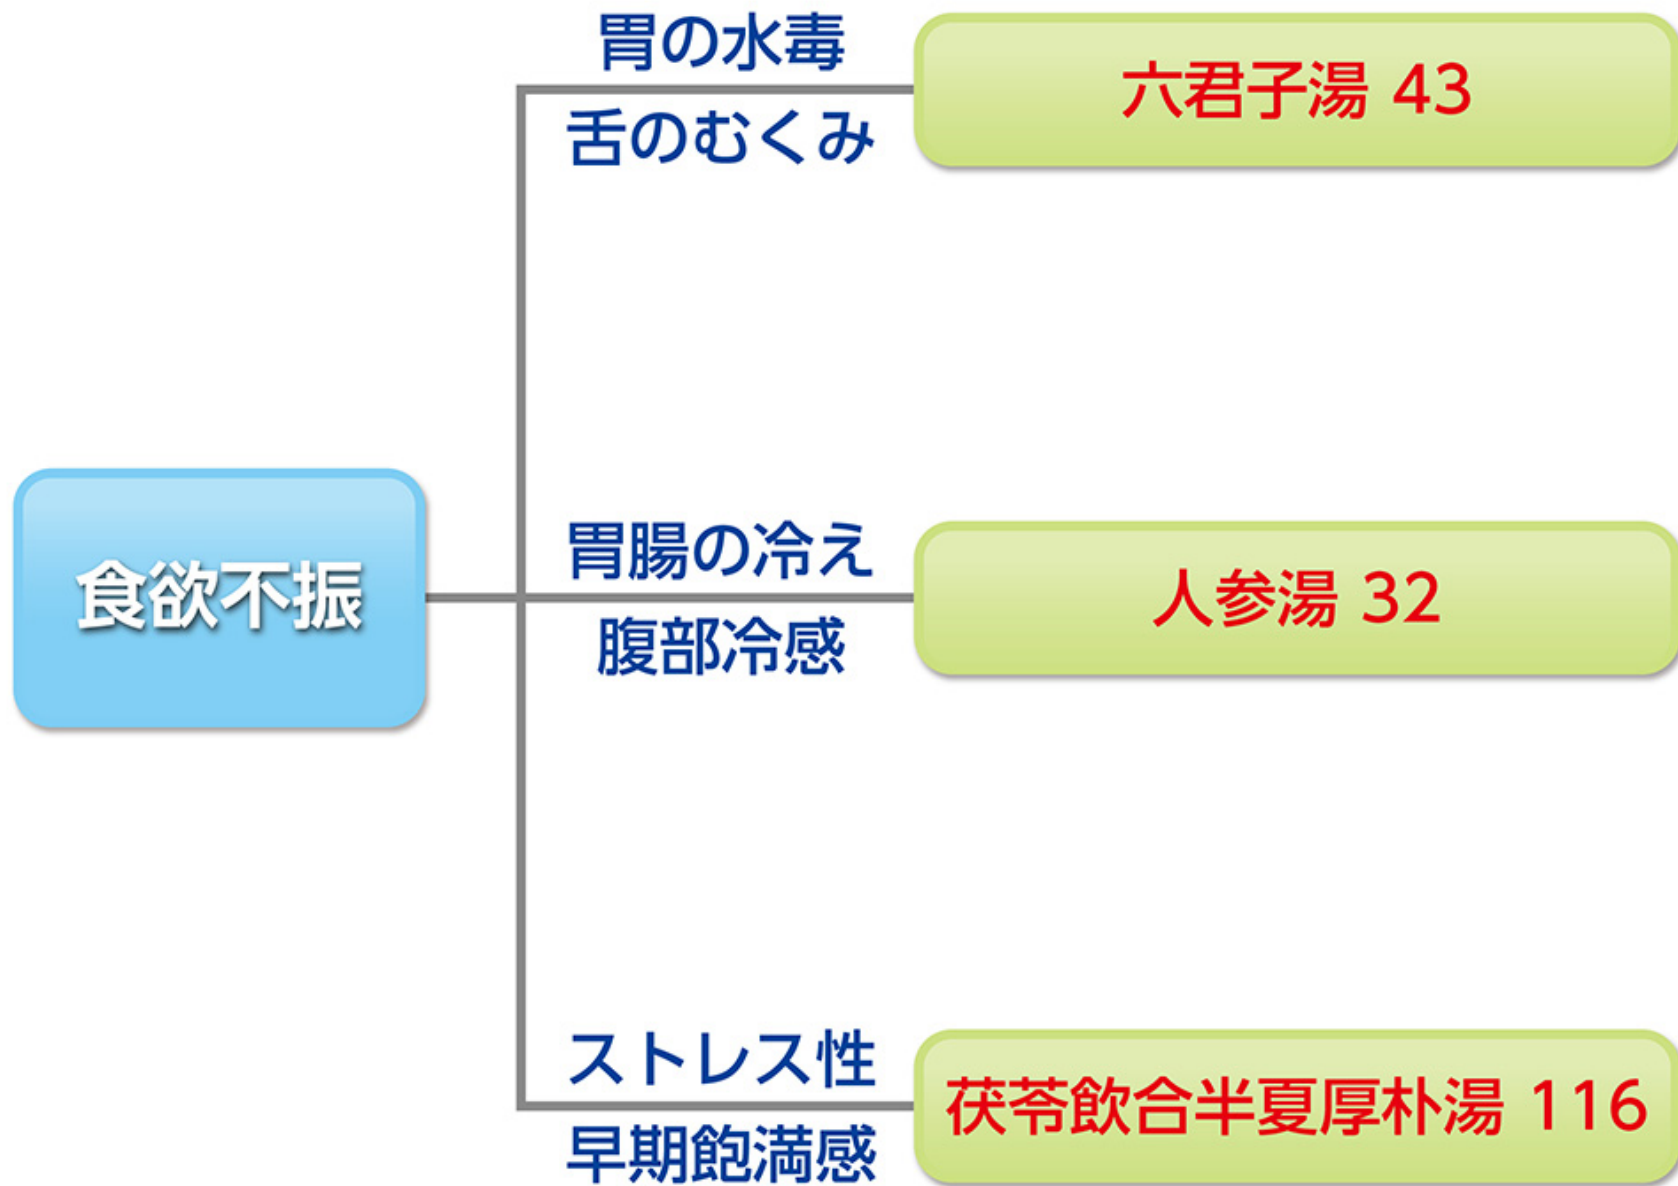 食欲不振
胃の水毒
舌のむくみ
六君子湯 43
胃腸の冷え
腹部冷感
人参湯 32
ストレス性
早期飽満感
茯苓飲合半夏厚朴湯 116